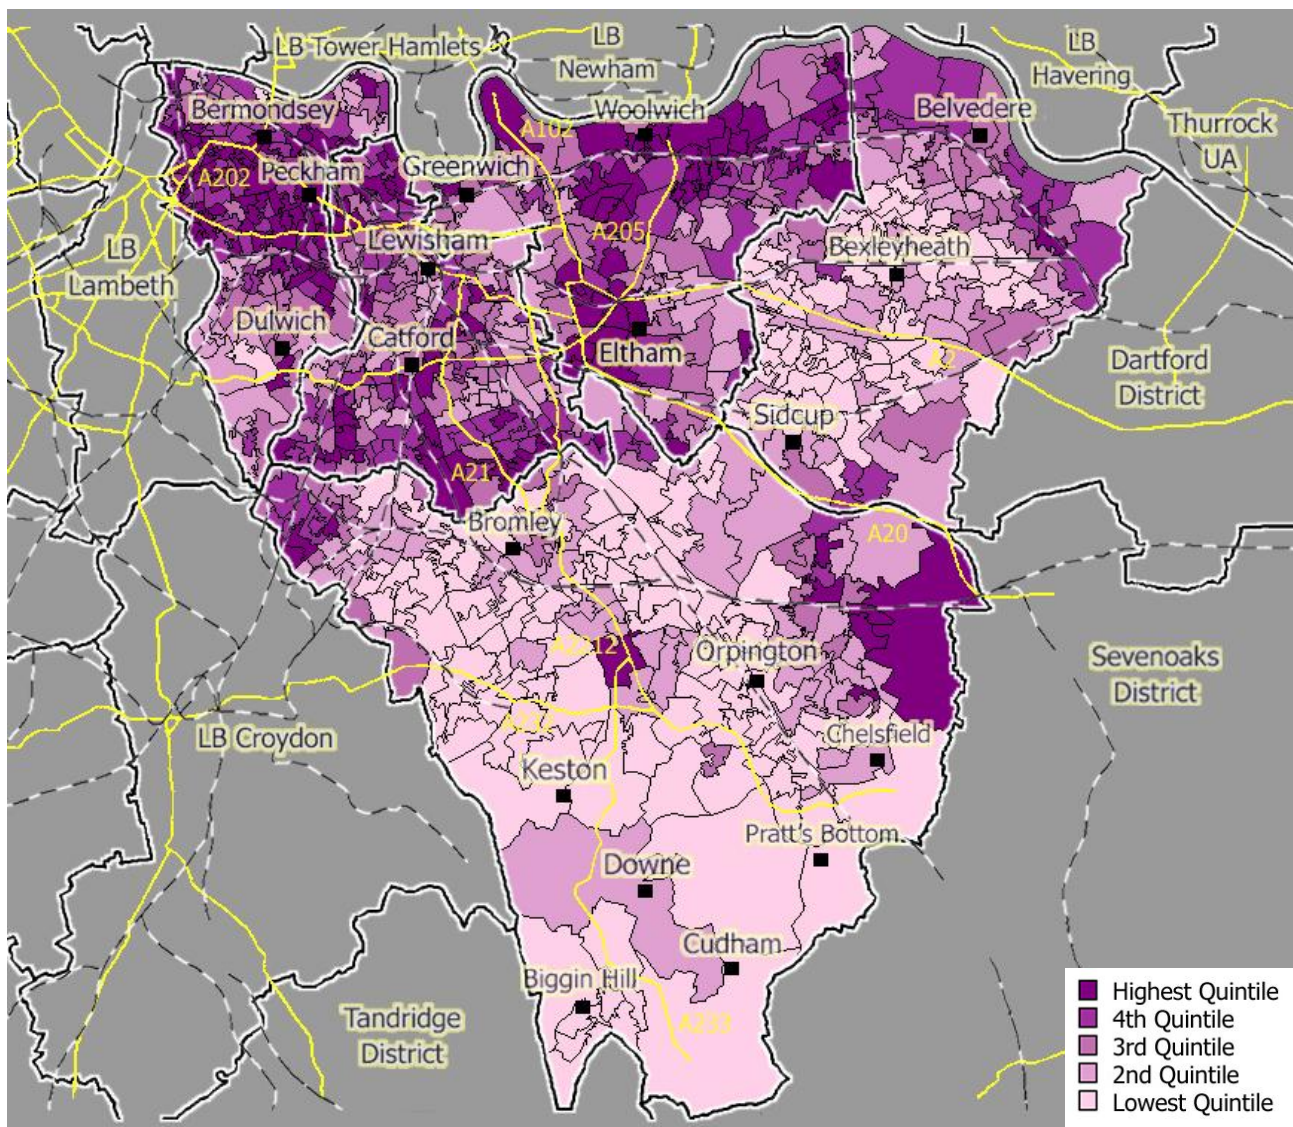 LB Tower Hamlets
LB
Newham
LB
Havering
Bermondsey
Woolwich
Belvedere
Thurrock
UA
A102
A202
Peckham
Greenwich
Lewisham
A205
Bexleyheath
LB
Lambeth
Dulwich
Catford
Eltham
A2
Dartford
District
Sidcup
A21
Bromley
A20
A2212
Orpington
Sevenoaks
District
A232
LB Croydon
Chelsfield
Keston
Pratt's Bottom
Downe
Cudham
Biggin Hill
Tandridge
District
A233
Highest Quintile
4th Quintile
3rd Quintile
2nd Quintile
Lowest Quintile